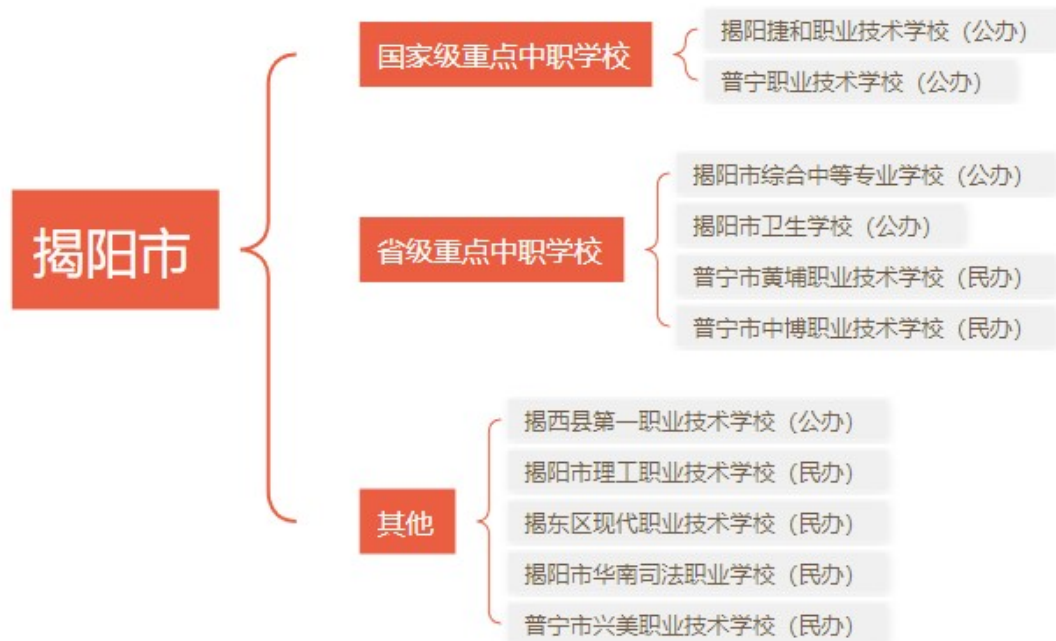 揭阳市
国家级重点中职学校
揭阳捷和职业技术学校（公办）
普宁职业技术学校（公办）
省级重点中职学校
揭阳市综合中等专业学校（公办）
揭阳市卫生学校（公办）
普宁市黄埔职业技术学校（民办）
普宁市中博职业技术学校（民办）
其他
揭西县第一职业技术学校（公办）
揭阳市理工职业技术学校（民办）
揭东区现代职业技术学校（民办）
揭阳市华南司法职业学校（民办）
普宁市兴美职业技术学校（民办）